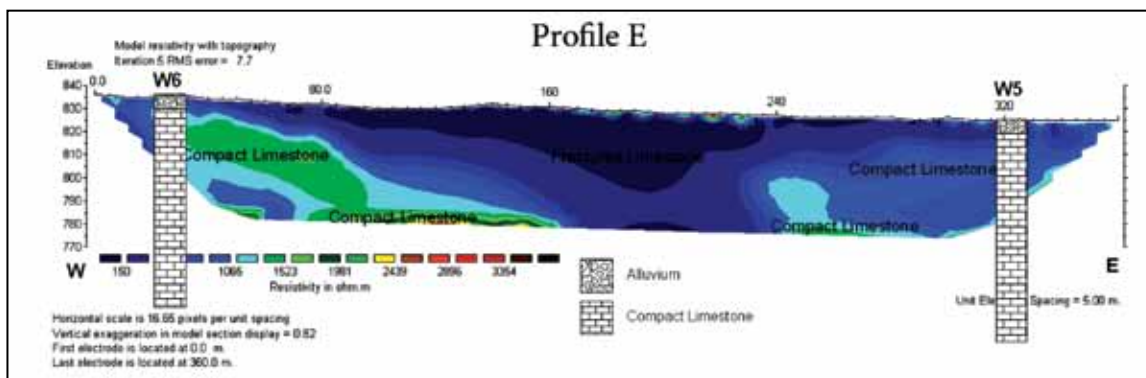 Profile E
Model resistivity with topography
Iteration 5 RMS error = 7.7
Elevation
0.0
W6
80.0
160
240
W5
320
840
830
820
810
800
790
780
770
Compact Limestone
Fractured Limestone
Compact Limestone
Compact Limestone
Compact Limestone
W
E
150
1065
1523
1981
2439
2896
3354
Resistivity in ohm.m
Alluvium
Compact Limestone
Horizontal scale is 16.65 pixels per unit spacing
Vertical exaggeration in model section display = 0.82
First electrode is located at 0.0 m.
Last electrode is located at 360.0 m.
Unit Ele Spacing = 5.00 m.